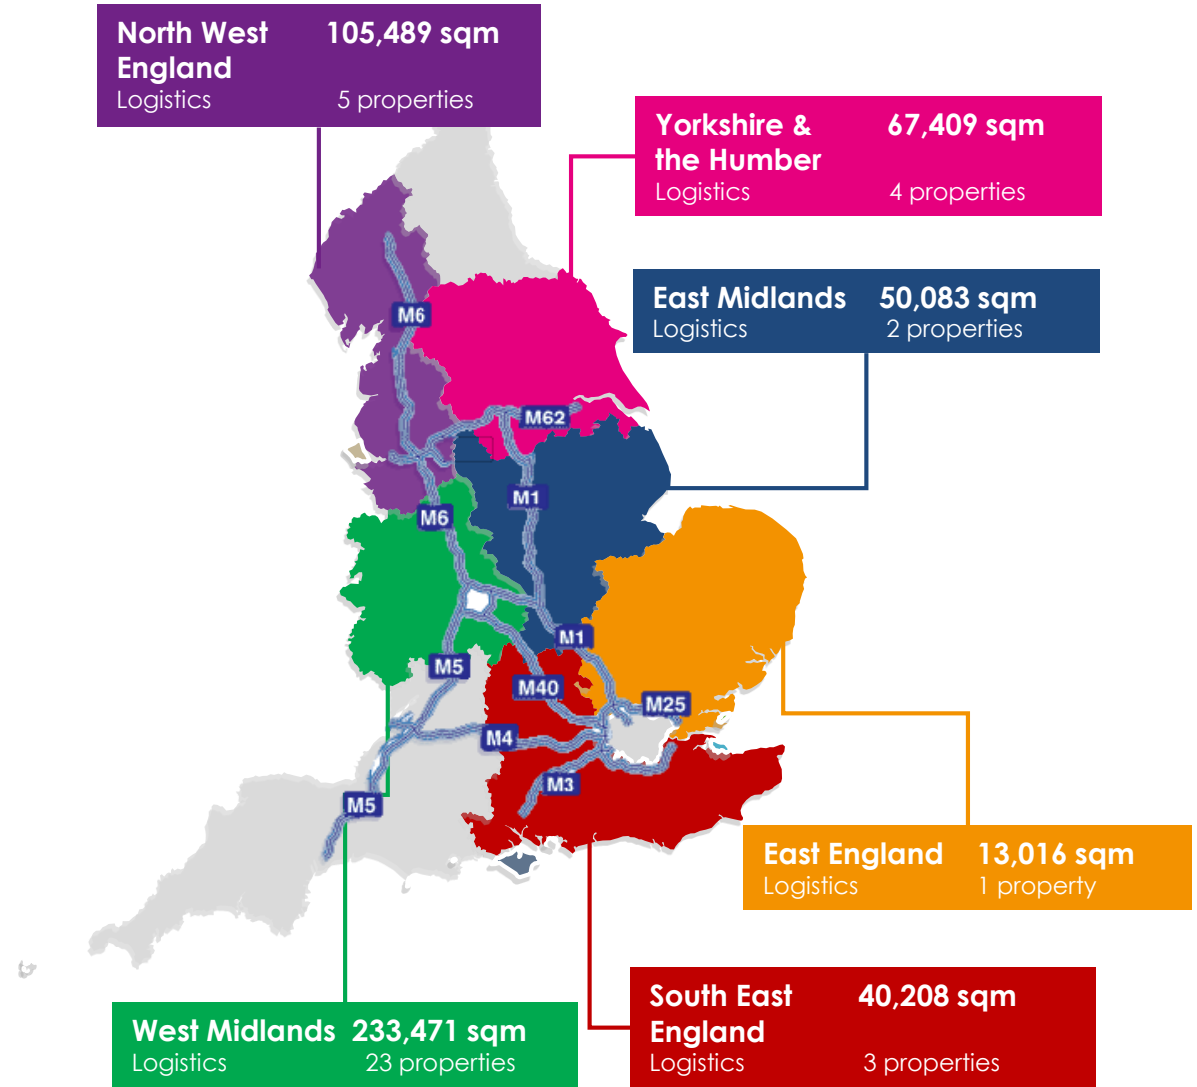 North West 105,489 sqm
England
Logistics 5 properties
Yorkshire & 67,409 sqm
the Humber
Logistics 4 properties
East Midlands 50,083 sqm
Logistics 2 properties
M6
M62
M1
M6
M1
M5
M40
M25
M4
M3
M5
East England 13,016 sqm
Logistics 1 property
South East 40,208 sqm
England
Logistics 3 properties
West Midlands 233,471 sqm
Logistics 23 properties